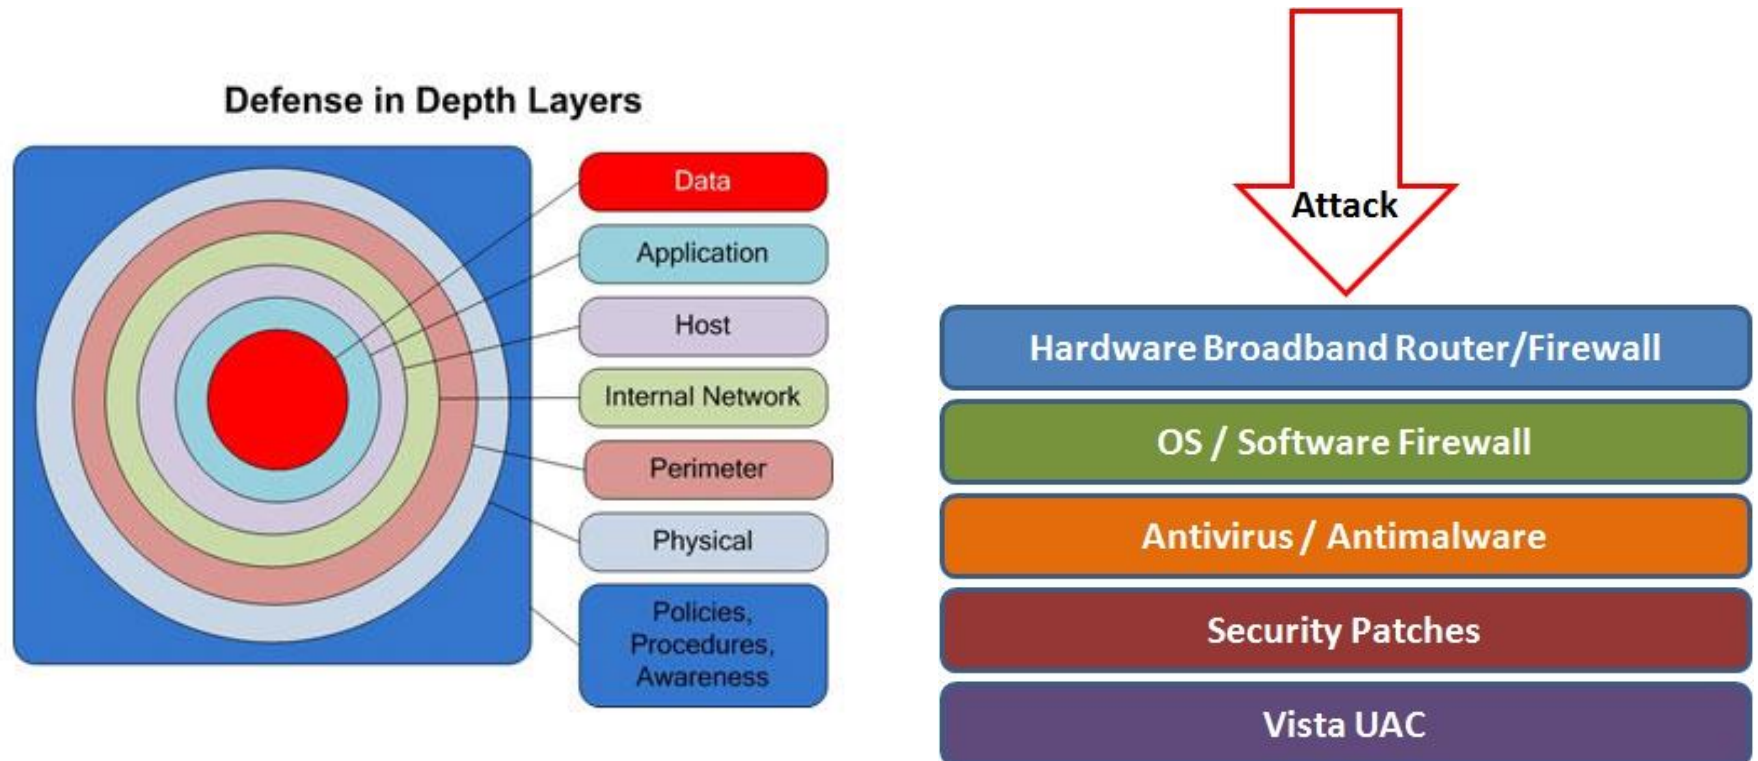 Defense in Depth Layers
Data
Application
Host
Internal Network
Perimeter
Physical
Policies,
Procedures,
Awareness
Attack
Hardware Broadband Router/Firewall
OS / Software Firewall
Antivirus / Antimalware
Security Patches
Vista UAC